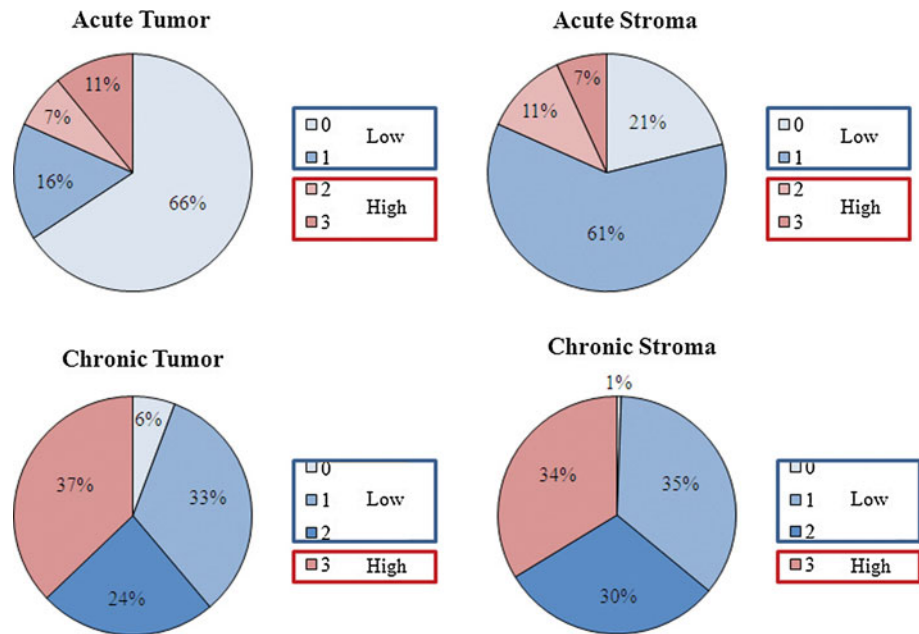 Acute Tumor
11%
7%
16%
66%
0
Low
1
2
High
3
Acute Stroma
7%
11%
21%
61%
0
Low
1
2
High
3
Chronic Tumor
6%
37%
33%
24%
0
1
Low
2
3
High
Chronic Stroma
1%
34%
35%
30%
0
1
Low
2
3
High